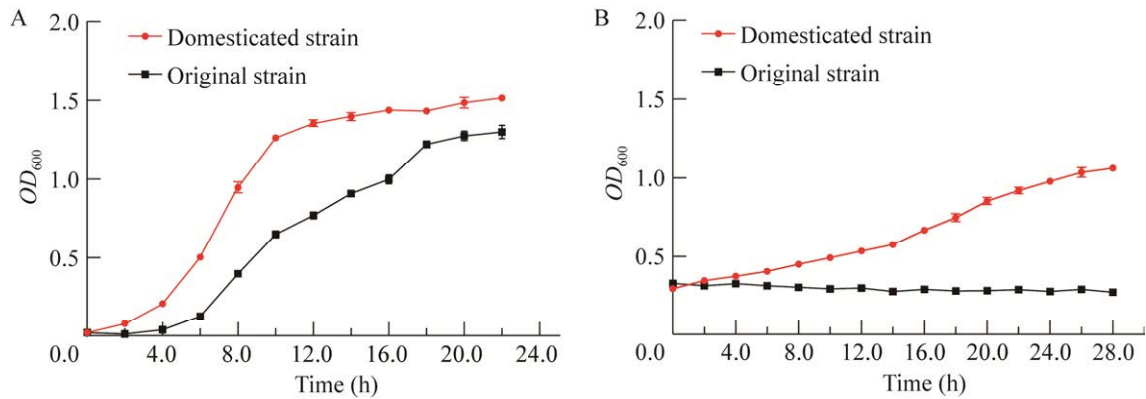 A
2.0
1.5
1.0
0.5
0.0
OD600
Domesticated strain
Original strain
4.0 8.0 12.0 16.0 20.0 24.0
Time (h)
B
2.0
1.5
1.0
0.5
0.0
OD600
Domesticated strain
Original strain
4.0 8.0 12.0 16.0 20.0 24.0 28.0
Time (h)